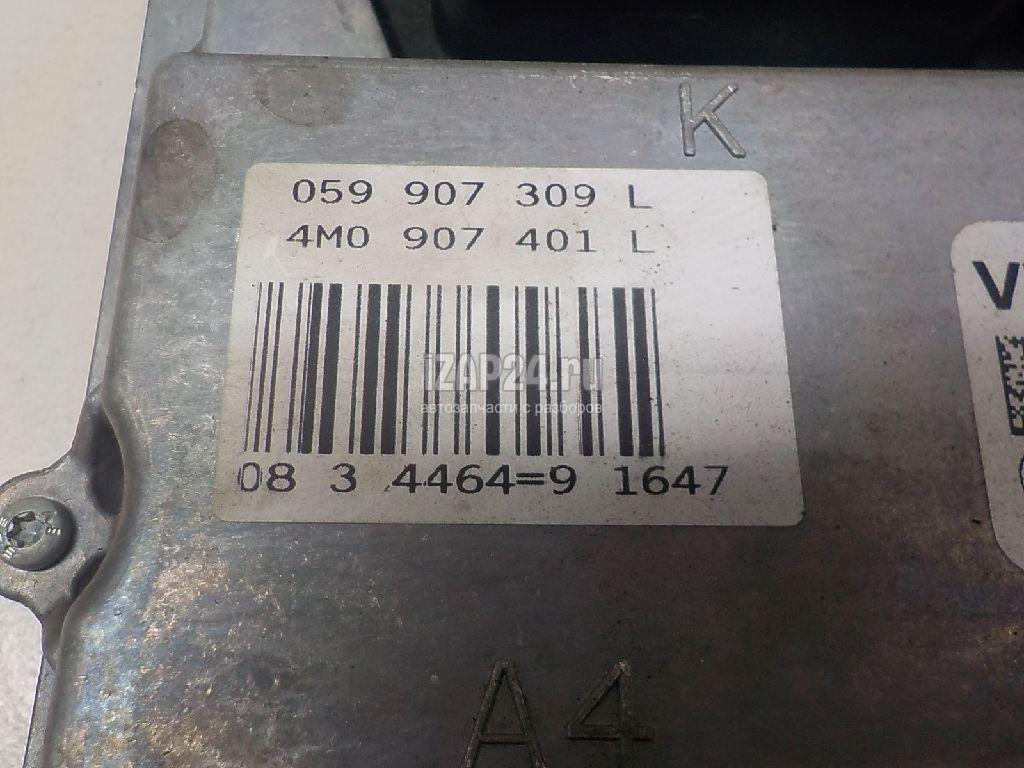 K
059 907 309 L
4M0 907 401 L
iZAP24.ru
автозапчасти с разборов
08 3 4464=9 1647
A4